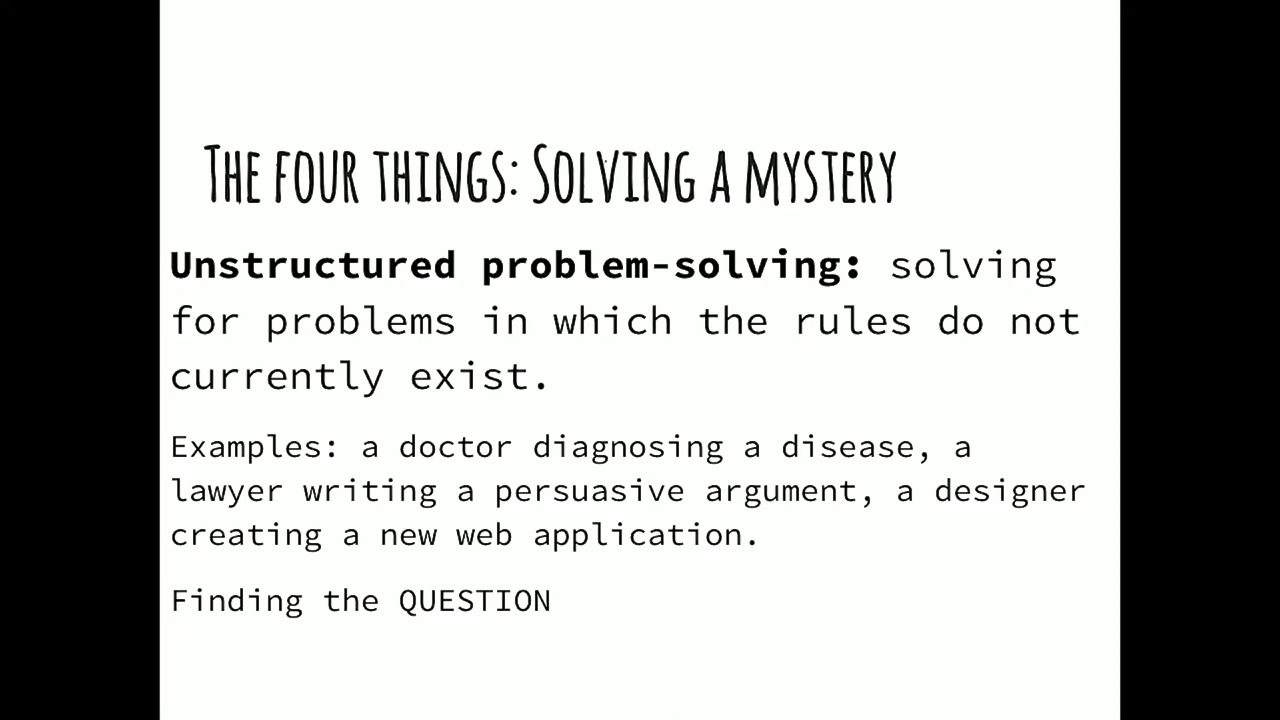 The four things: Solving a mystery
Unstructured problem-solving: solving
for problems in which the rules do not
currently exist.
Examples: a doctor diagnosing a disease, a
lawyer writing a persuasive argument, a designer
creating a new web application.
Finding the QUESTION